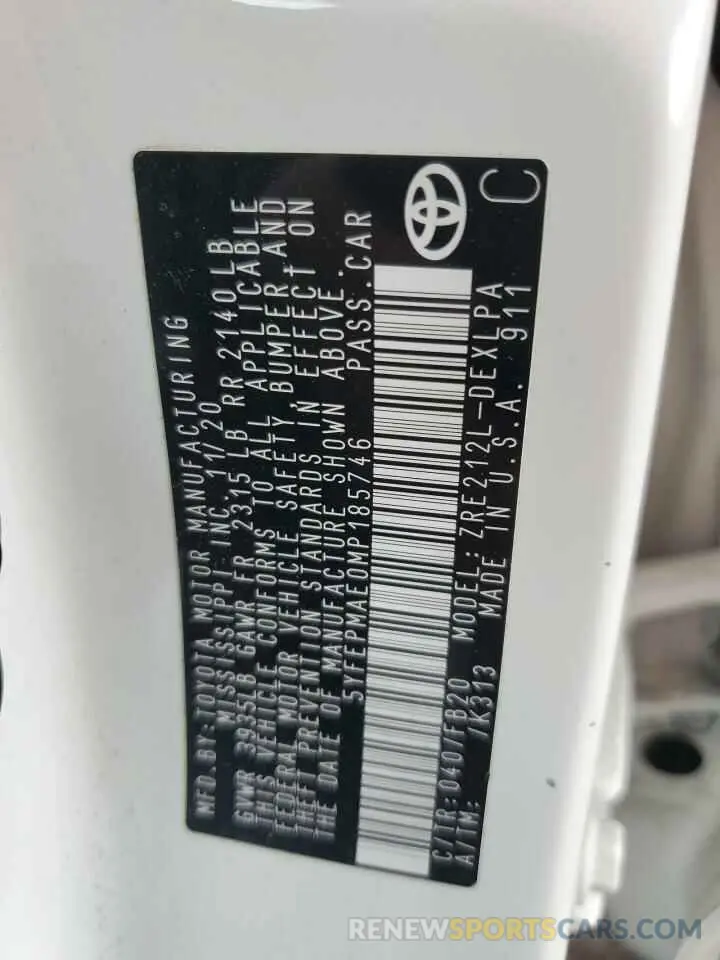 MFD.BY:TOYOTA MOTOR MANUFACTURING
MISSISSIPPI INC. 11/20
GVWR 3935LB GAWR FR 2315 LB RR 2140LB
THIS VEHICLE CONFORMS TO ALL APPLICABLE
FEDERAL MOTOR VEHICLE SAFETY BUMPER AND
THEFT PREVENTION STANDARDS IN EFFECT ON
THE DATE OF MANUFACTURE SHOWN ABOVE.
5YFEPMAE0MP185746 PASS.CAR
C/TR:040/FB20 MODEL:ZRE212L-DEXLPA
A/TM: /K313 MADE IN U.S.A. 911
C
RENEWSPORTSCARS.COM